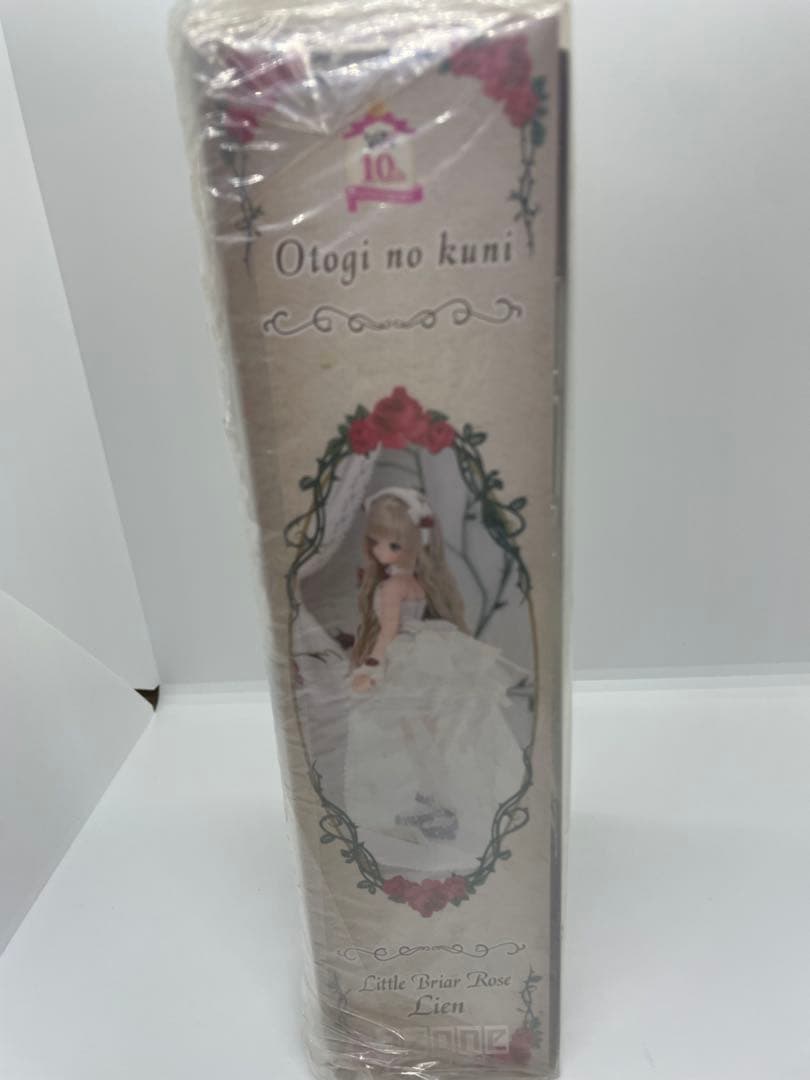 10th
Otogi no kuni
Little Briar Rose
Lien